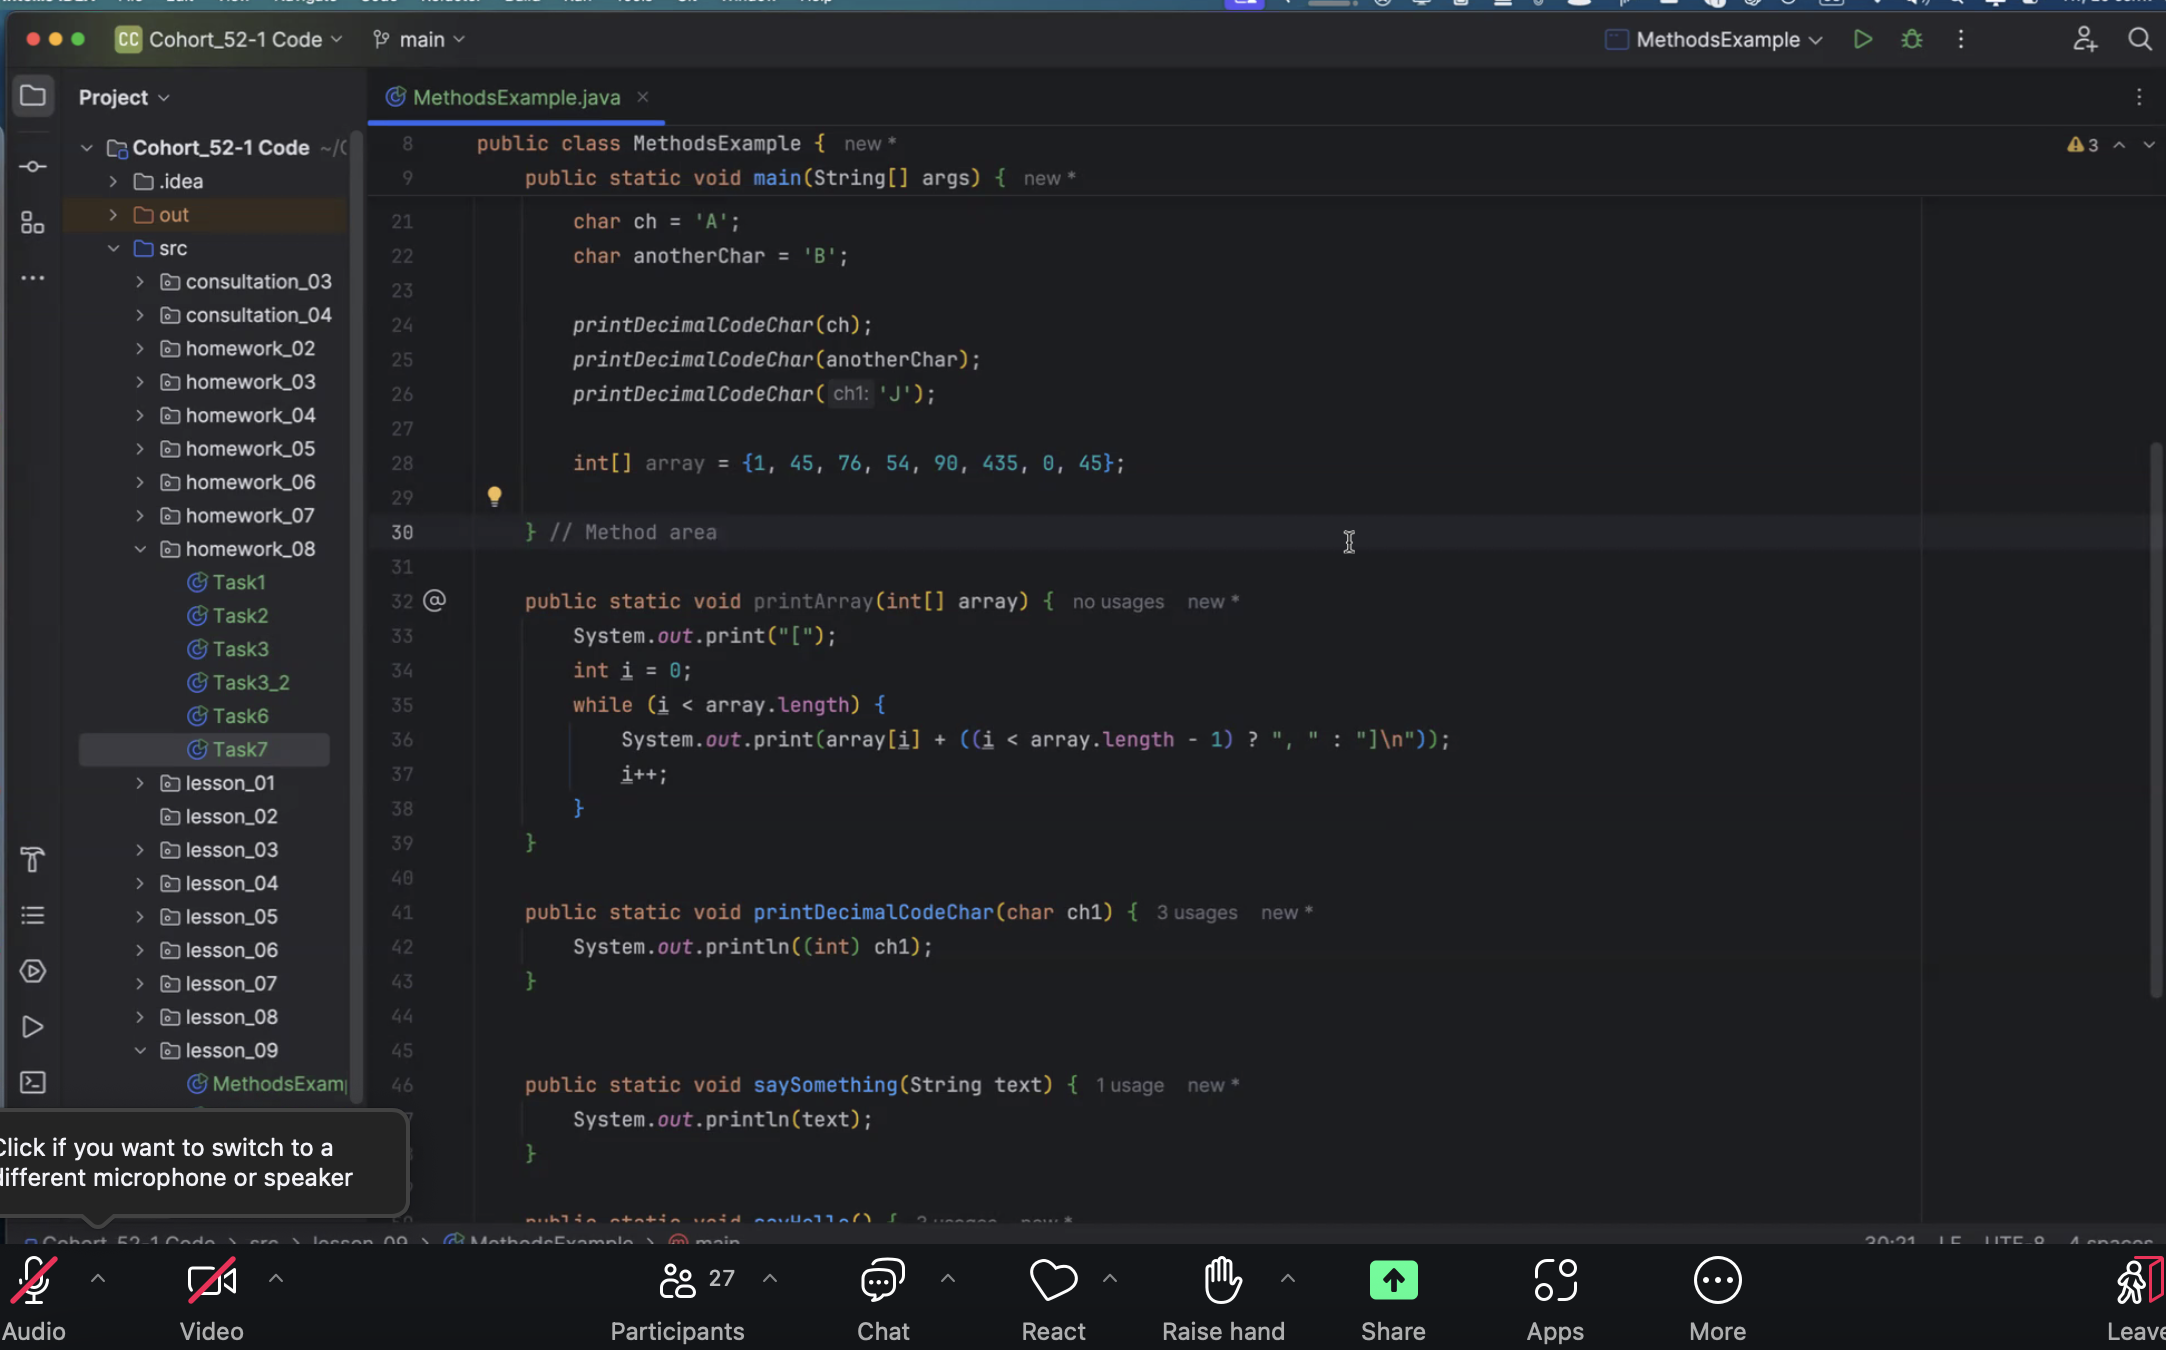 CC Cohort_52-1 Code main MethodsExample
Project MethodsExample.java
Cohort_52-1 Code ~/
.idea
out
src
consultation_03
consultation_04
homework_02
homework_03
homework_04
homework_05
homework_06
homework_07
homework_08
Task1
Task2
Task3
Task3_2
Task6
Task7
lesson_01
lesson_02
lesson_03
lesson_04
lesson_05
lesson_06
lesson_07
lesson_08
lesson_09
MethodsExam
8 public class MethodsExample { new * 3
9 public static void main(String[] args) { new *
21 char ch = 'A';
22 char anotherChar = 'B';
23
24 printDecimalCodeChar(ch);
25 printDecimalCodeChar(anotherChar);
26 printDecimalCodeChar( ch1: 'J');
27
28 int[] array = {1, 45, 76, 54, 90, 435, 0, 45};
29
30 } // Method area
31
32 @ public static void printArray(int[] array) { no usages new *
33 System.out.print("[");
34 int i = 0;
35 while (i < array.length) {
36 System.out.print(array[i] + ((i < array.length - 1) ? ", " : "]\n"));
37 i++;
38 }
39 }
40
41 public static void printDecimalCodeChar(char ch1) { 3 usages new *
42 System.out.println((int) ch1);
43 }
44
45
46 public static void saySomething(String text) { 1 usage new *
System.out.println(text);
}
public static void sayHello() {
Click if you want to switch to a
different microphone or speaker
Cohort_52-1 Code > src > lesson_09 > MethodsExample > main 30:21 LF UTF-8 4 spaces
27
Audio Video Participants Chat React Raise hand Share Apps More Leave